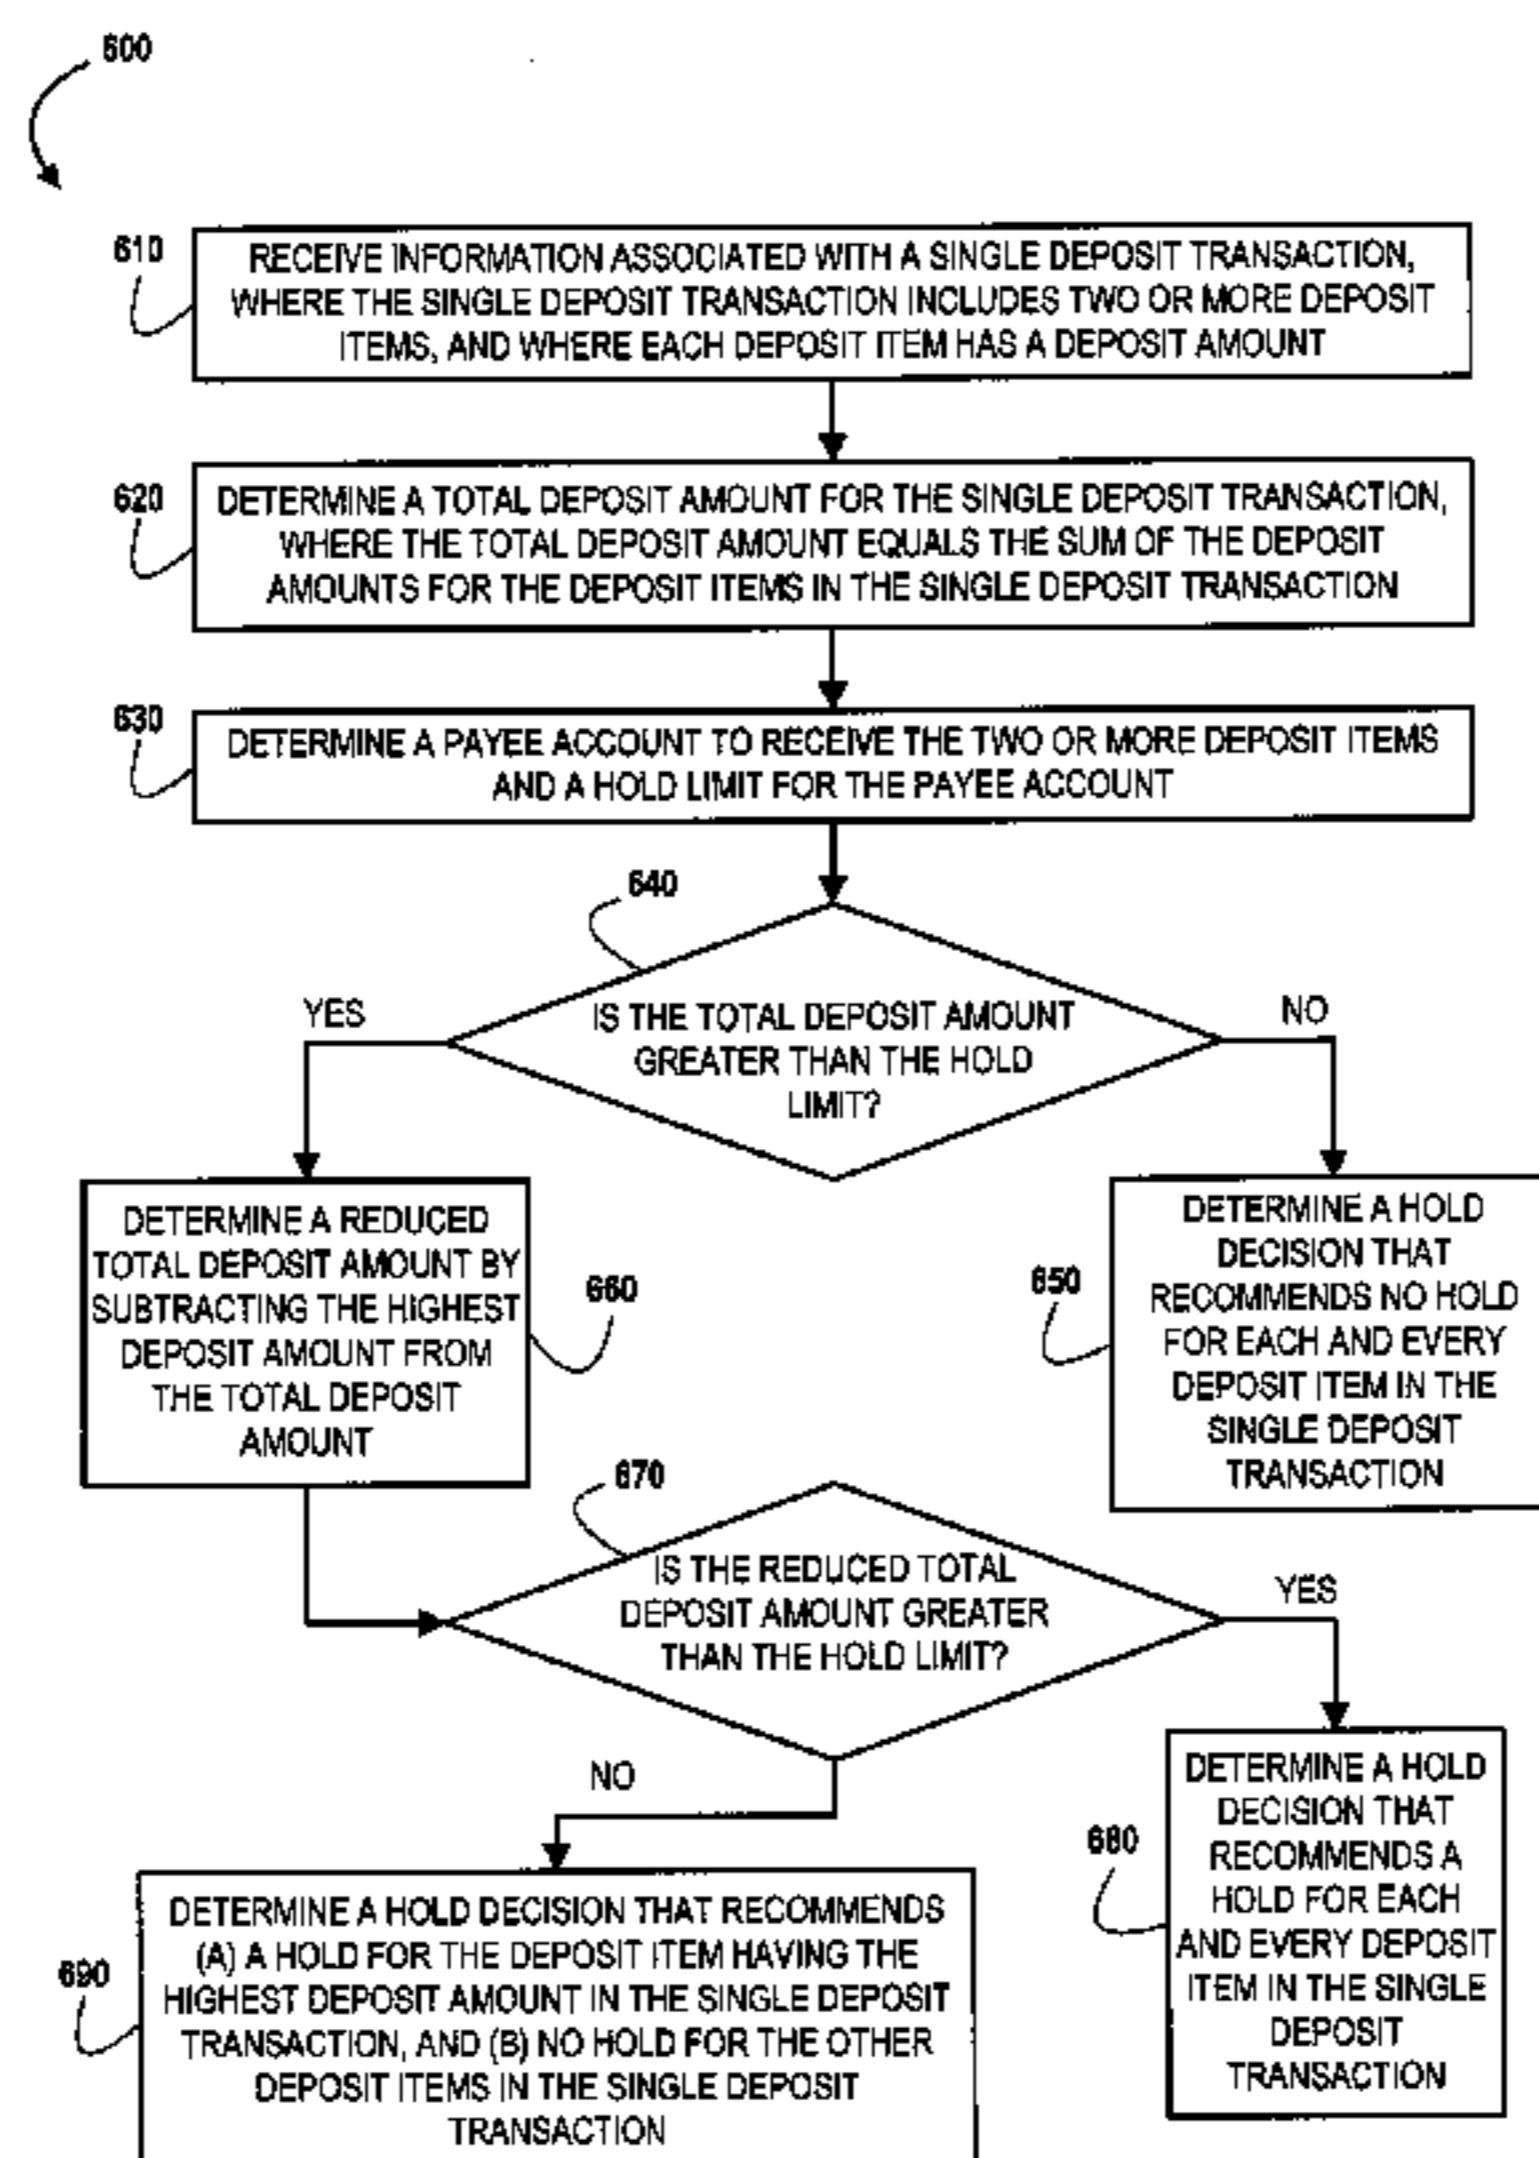 600
610
RECEIVE INFORMATION ASSOCIATED WITH A SINGLE DEPOSIT TRANSACTION,
WHERE THE SINGLE DEPOSIT TRANSACTION INCLUDES TWO OR MORE DEPOSIT
ITEMS, AND WHERE EACH DEPOSIT ITEM HAS A DEPOSIT AMOUNT
620
DETERMINE A TOTAL DEPOSIT AMOUNT FOR THE SINGLE DEPOSIT TRANSACTION,
WHERE THE TOTAL DEPOSIT AMOUNT EQUALS THE SUM OF THE DEPOSIT
AMOUNTS FOR THE DEPOSIT ITEMS IN THE SINGLE DEPOSIT TRANSACTION
630
DETERMINE A PAYEE ACCOUNT TO RECEIVE THE TWO OR MORE DEPOSIT ITEMS
AND A HOLD LIMIT FOR THE PAYEE ACCOUNT
640
IS THE TOTAL DEPOSIT AMOUNT
GREATER THAN THE HOLD
LIMIT?
YES
NO
DETERMINE A REDUCED
TOTAL DEPOSIT AMOUNT BY
SUBTRACTING THE HIGHEST
DEPOSIT AMOUNT FROM
THE TOTAL DEPOSIT
AMOUNT
660
650
DETERMINE A HOLD
DECISION THAT
RECOMMENDS NO HOLD
FOR EACH AND EVERY
DEPOSIT ITEM IN THE
SINGLE DEPOSIT
TRANSACTION
670
IS THE REDUCED TOTAL
DEPOSIT AMOUNT GREATER
THAN THE HOLD LIMIT?
YES
NO
680
DETERMINE A HOLD
DECISION THAT
RECOMMENDS A
HOLD FOR EACH
AND EVERY DEPOSIT
ITEM IN THE SINGLE
DEPOSIT
TRANSACTION
690
DETERMINE A HOLD DECISION THAT RECOMMENDS
(A) A HOLD FOR THE DEPOSIT ITEM HAVING THE
HIGHEST DEPOSIT AMOUNT IN THE SINGLE DEPOSIT
TRANSACTION, AND (B) NO HOLD FOR THE OTHER
DEPOSIT ITEMS IN THE SINGLE DEPOSIT
TRANSACTION